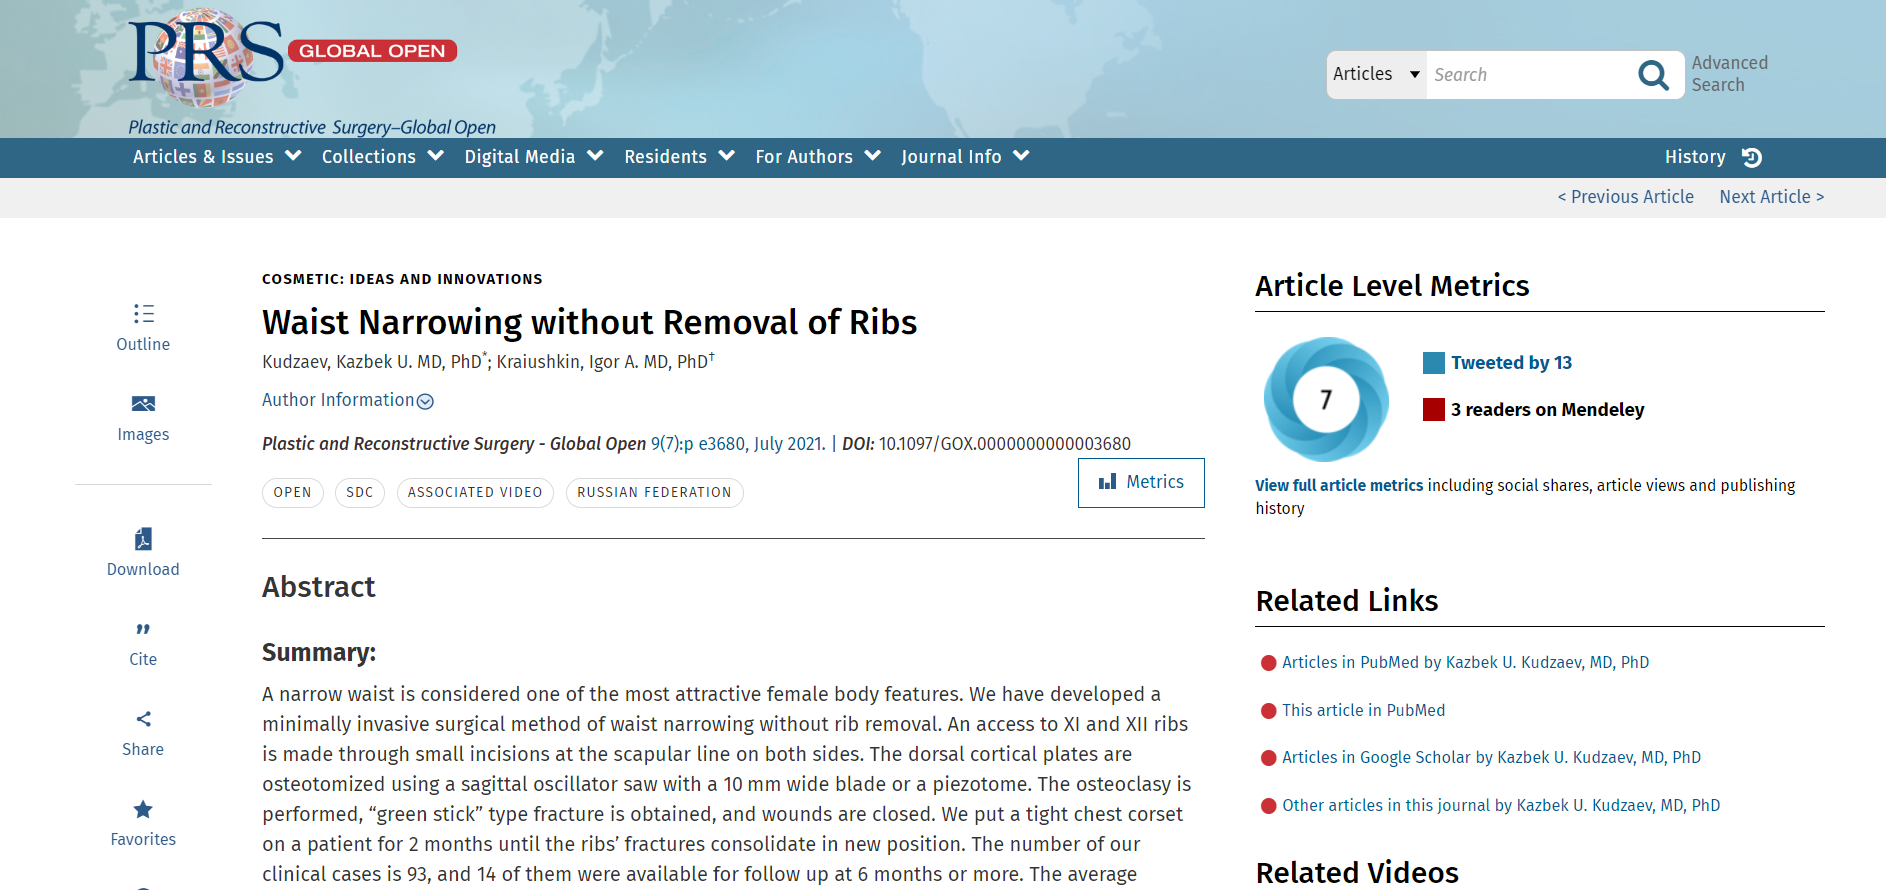 PRS GLOBAL OPEN
Plastic and Reconstructive Surgery–Global Open
Articles
Search
Advanced
Search
Articles & Issues Collections Digital Media Residents For Authors Journal Info History
< Previous Article Next Article >
Outline
Images
Download
Cite
Share
Favorites
COSMETIC: IDEAS AND INNOVATIONS
Waist Narrowing without Removal of Ribs
Kudzaev, Kazbek U. MD, PhD*; Kraiushkin, Igor A. MD, PhD†
Author Information
Plastic and Reconstructive Surgery - Global Open 9(7):p e3680, July 2021. | DOI: 10.1097/GOX.0000000000003680
OPEN SDC ASSOCIATED VIDEO RUSSIAN FEDERATION
Metrics
Abstract
Summary:
A narrow waist is considered one of the most attractive female body features. We have developed a
minimally invasive surgical method of waist narrowing without rib removal. An access to XI and XII ribs
is made through small incisions at the scapular line on both sides. The dorsal cortical plates are
osteotomized using a sagittal oscillator saw with a 10 mm wide blade or a piezotome. The osteoclasy is
performed, “green stick” type fracture is obtained, and wounds are closed. We put a tight chest corset
on a patient for 2 months until the ribs’ fractures consolidate in new position. The number of our
clinical cases is 93, and 14 of them were available for follow up at 6 months or more. The average
Article Level Metrics
7
Tweeted by 13
3 readers on Mendeley
View full article metrics including social shares, article views and publishing
history
Related Links
Articles in PubMed by Kazbek U. Kudzaev, MD, PhD
This article in PubMed
Articles in Google Scholar by Kazbek U. Kudzaev, MD, PhD
Other articles in this journal by Kazbek U. Kudzaev, MD, PhD
Related Videos